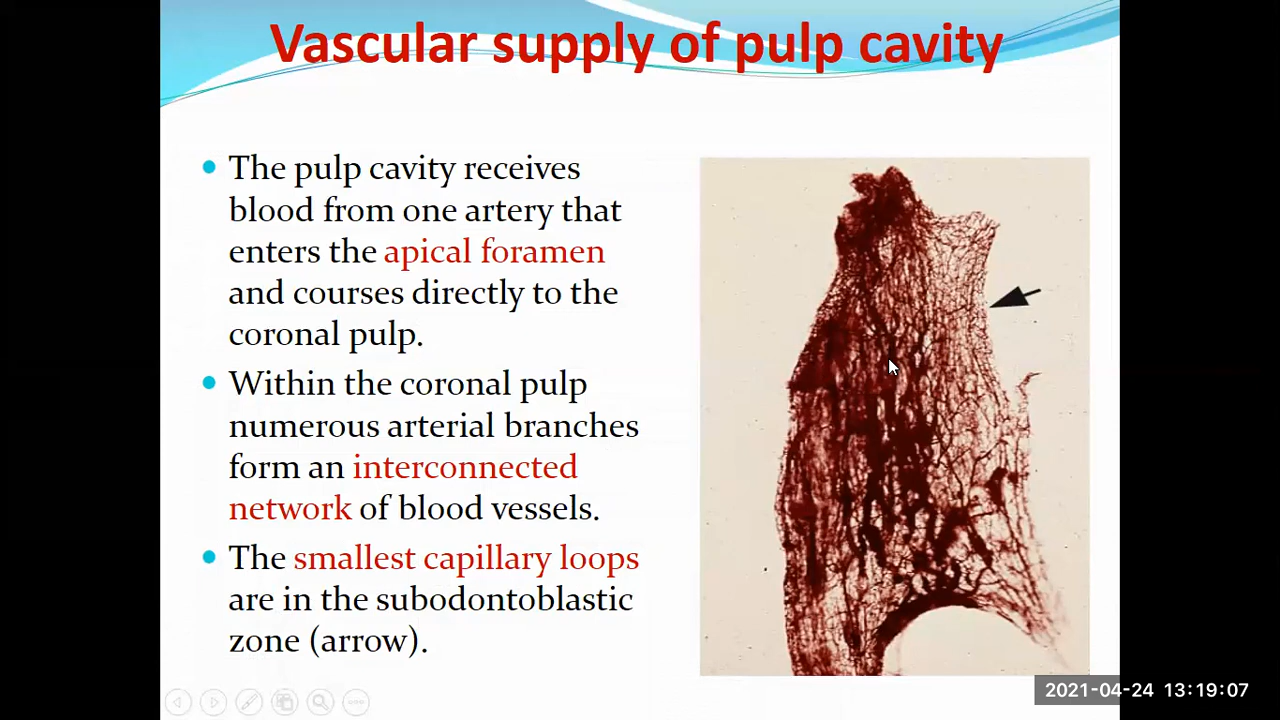 Vascular supply of pulp cavity
The pulp cavity receives
blood from one artery that
enters the apical foramen
and courses directly to the
coronal pulp.
Within the coronal pulp
numerous arterial branches
form an interconnected
network of blood vessels.
The smallest capillary loops
are in the subodontoblastic
zone (arrow).
2021-04-24 13:19:07